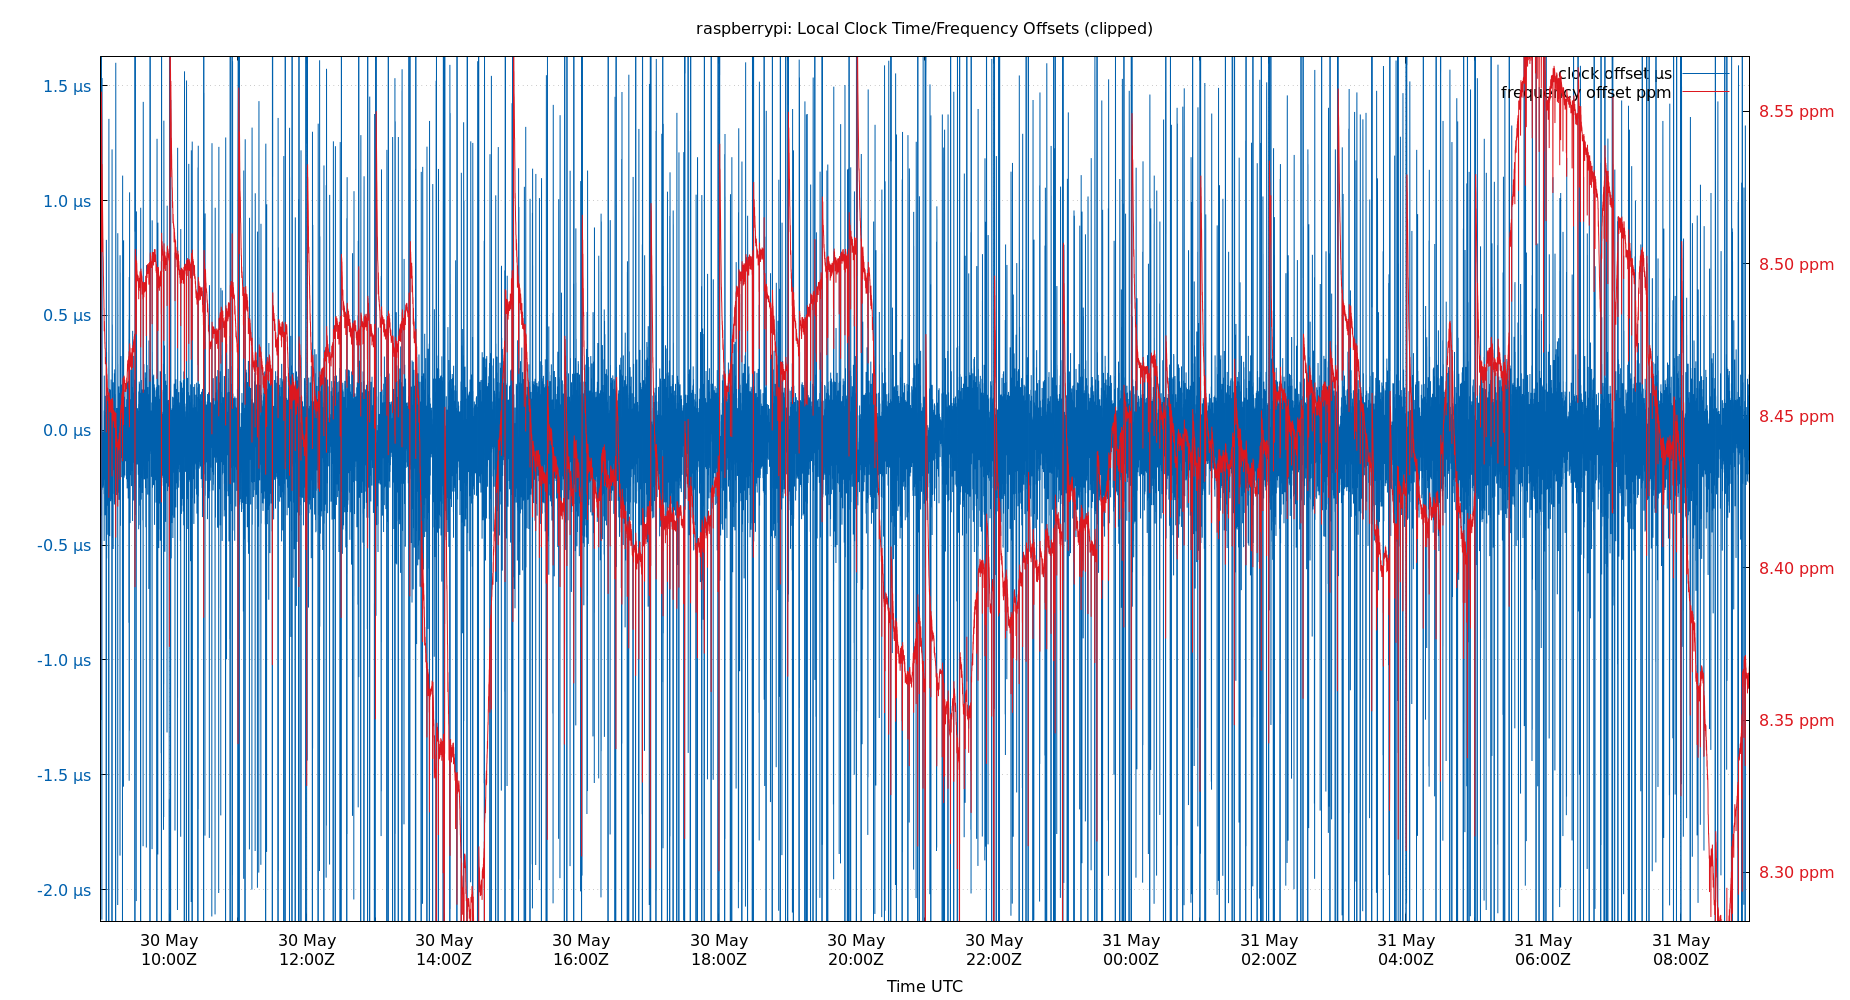 raspberrypi: Local Clock Time/Frequency Offsets (clipped)
clock offset µs
frequency offset ppm
1.5 µs
1.0 µs
0.5 µs
0.0 µs
-0.5 µs
-1.0 µs
-1.5 µs
-2.0 µs
8.55 ppm
8.50 ppm
8.45 ppm
8.40 ppm
8.35 ppm
8.30 ppm
30 May
10:00Z
30 May
12:00Z
30 May
14:00Z
30 May
16:00Z
30 May
18:00Z
30 May
20:00Z
30 May
22:00Z
31 May
00:00Z
31 May
02:00Z
31 May
04:00Z
31 May
06:00Z
31 May
08:00Z
Time UTC